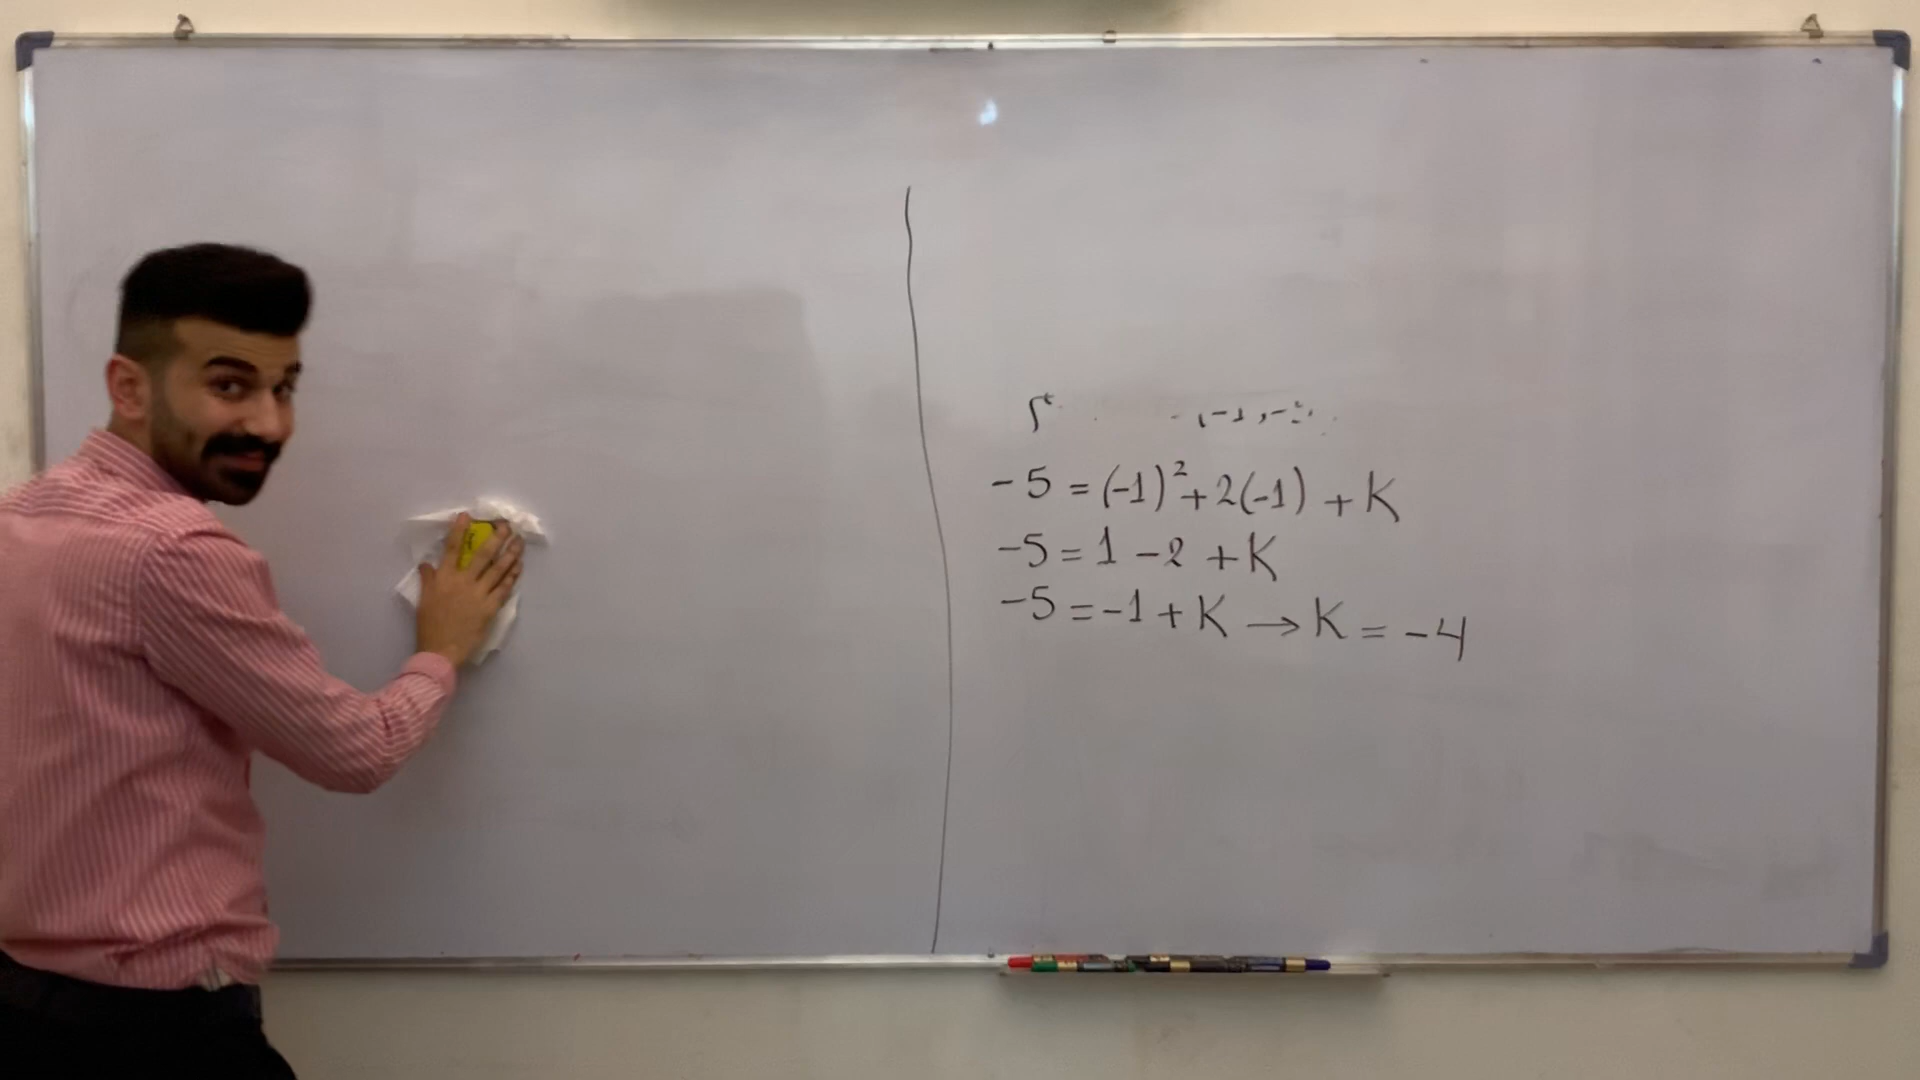 -5 = (-1)² + 2(-1) + K
-5 = 1 - 2 + K
-5 = -1 + K → K = -4